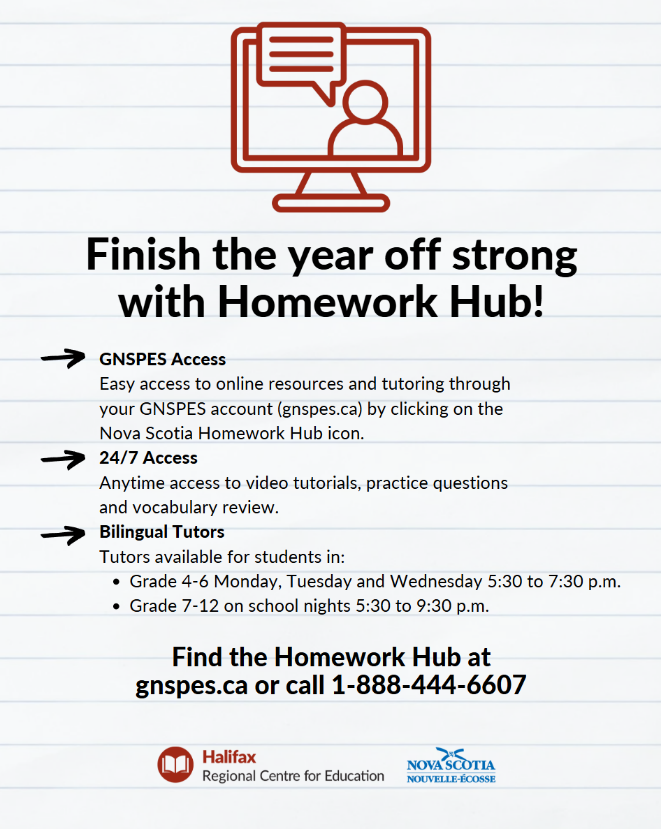 Finish the year off strong
with Homework Hub!
GNSPES Access
Easy access to online resources and tutoring through
your GNSPES account (gnspes.ca) by clicking on the
Nova Scotia Homework Hub icon.
24/7 Access
Anytime access to video tutorials, practice questions
and vocabulary review.
Bilingual Tutors
Tutors available for students in:
• Grade 4-6 Monday, Tuesday and Wednesday 5:30 to 7:30 p.m.
• Grade 7-12 on school nights 5:30 to 9:30 p.m.
Find the Homework Hub at
gnspes.ca or call 1-888-444-6607
Halifax
Regional Centre for Education
NOVA SCOTIA
NOUVELLE-ÉCOSSE